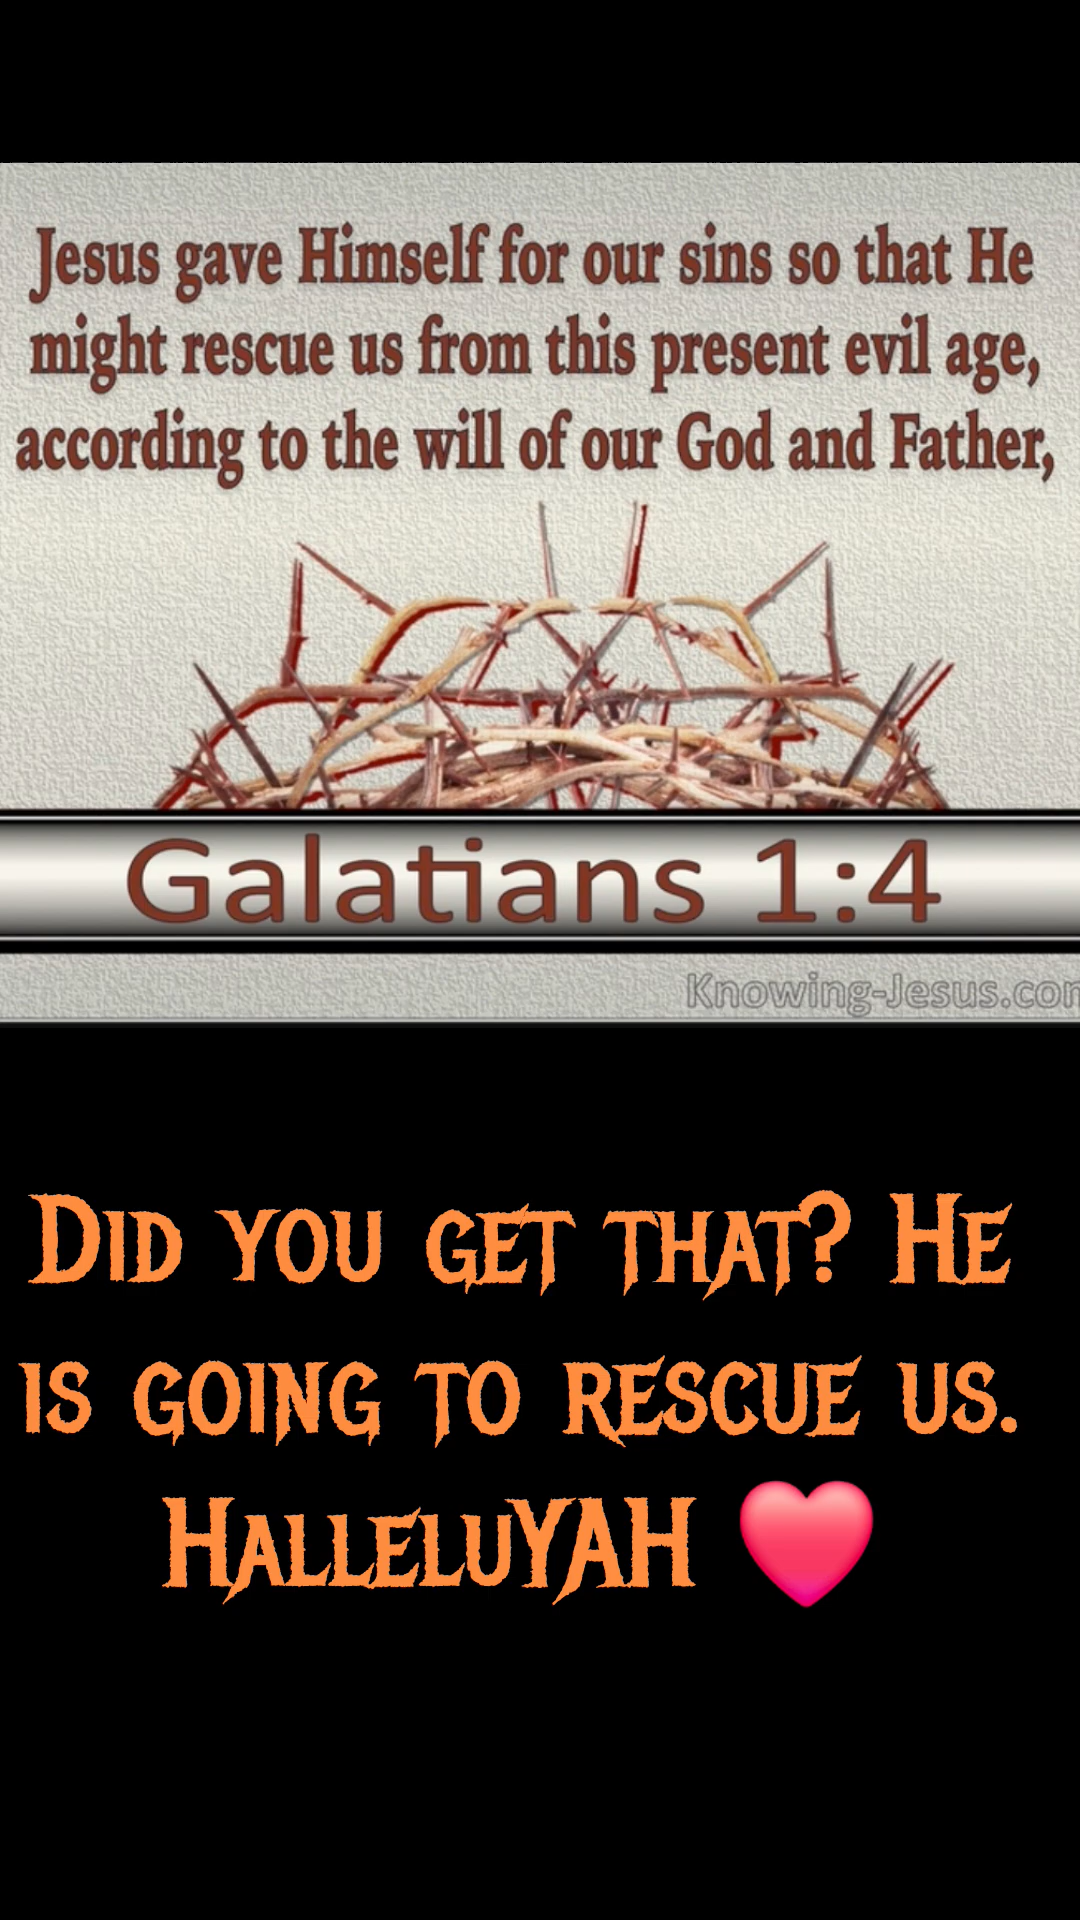 Jesus gave Himself for our sins so that He
might rescue us from this present evil age,
according to the will of our God and Father,
Galatians 1:4
Knowing-Jesus.com
Did you get that? He
is going to rescue us.
HalleluYAH ❤️